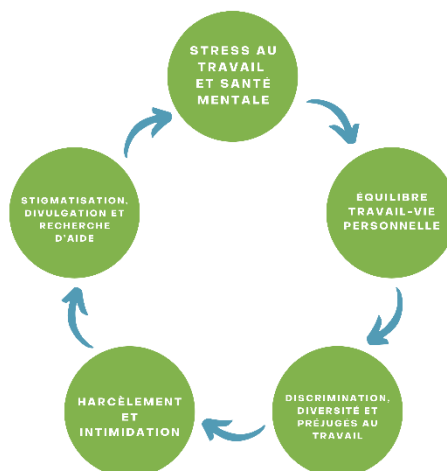 STRESS AU
TRAVAIL
ET SANTÉ
MENTALE
ÉQUILIBRE
TRAVAIL-VIE
PERSONNELLE
DISCRIMINATION,
DIVERSITÉ ET
PRÉJUGÉS AU
TRAVAIL
HARCÈLEMENT
ET
INTIMIDATION
STIGMATISATION,
DIVULGATION ET
RECHERCHE
D'AIDE